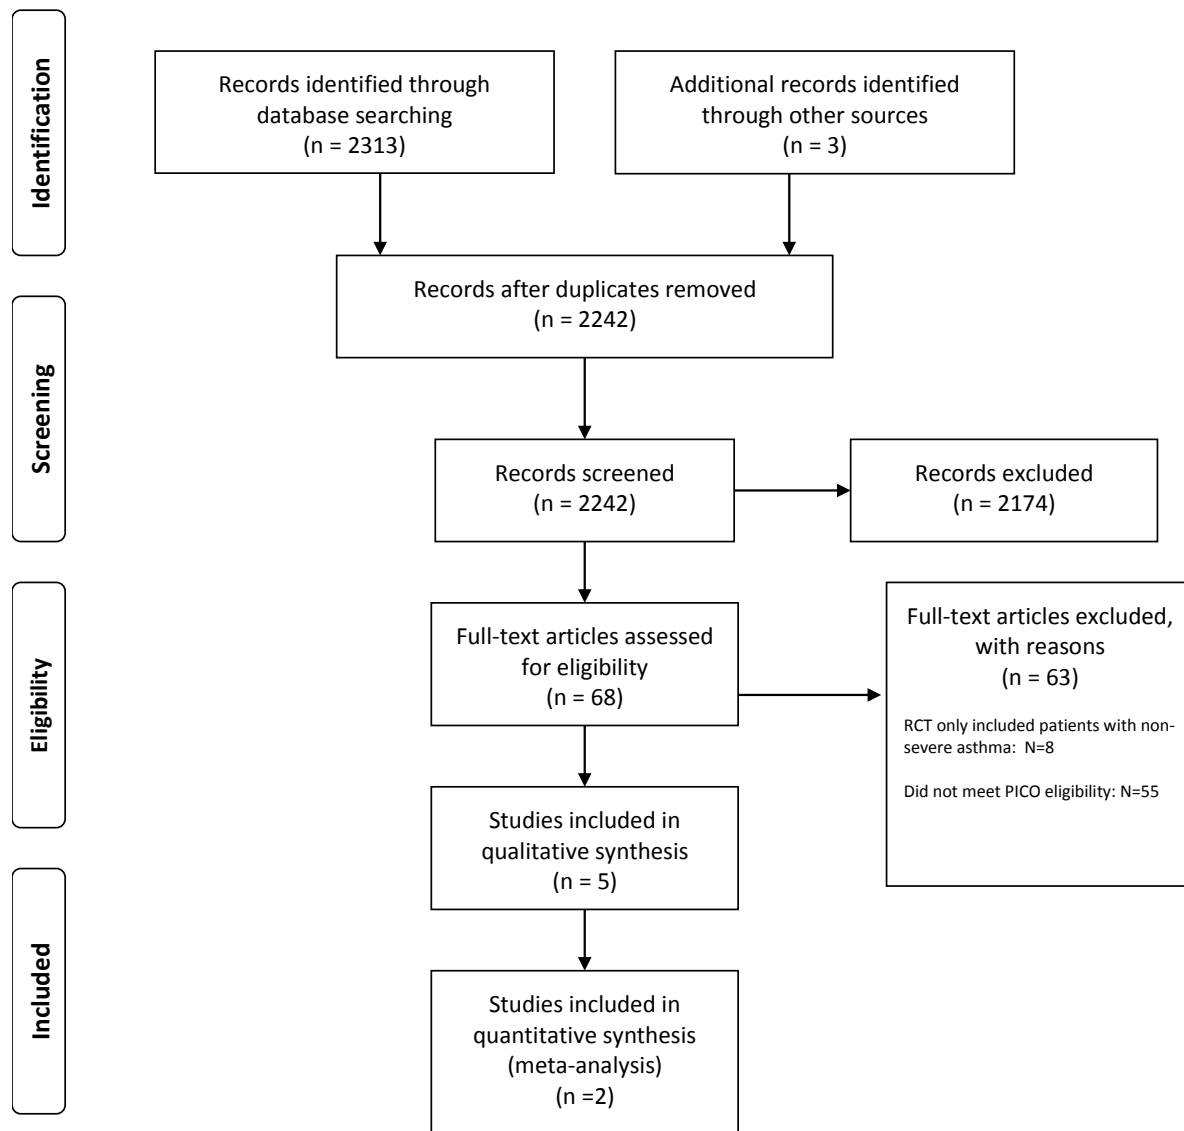 Identification
Records identified through
database searching
(n = 2313)
Additional records identified
through other sources
(n = 3)
Records after duplicates removed
(n = 2242)
Screening
Records screened
(n = 2242)
Records excluded
(n = 2174)
Eligibility
Full-text articles assessed
for eligibility
(n = 68)
Full-text articles excluded,
with reasons
(n = 63)
RCT only included patients with non-
severe asthma:  N=8
Did not meet PICO eligibility: N=55
Studies included in
qualitative synthesis
(n = 5)
Included
Studies included in
quantitative synthesis
(meta-analysis)
(n =2)